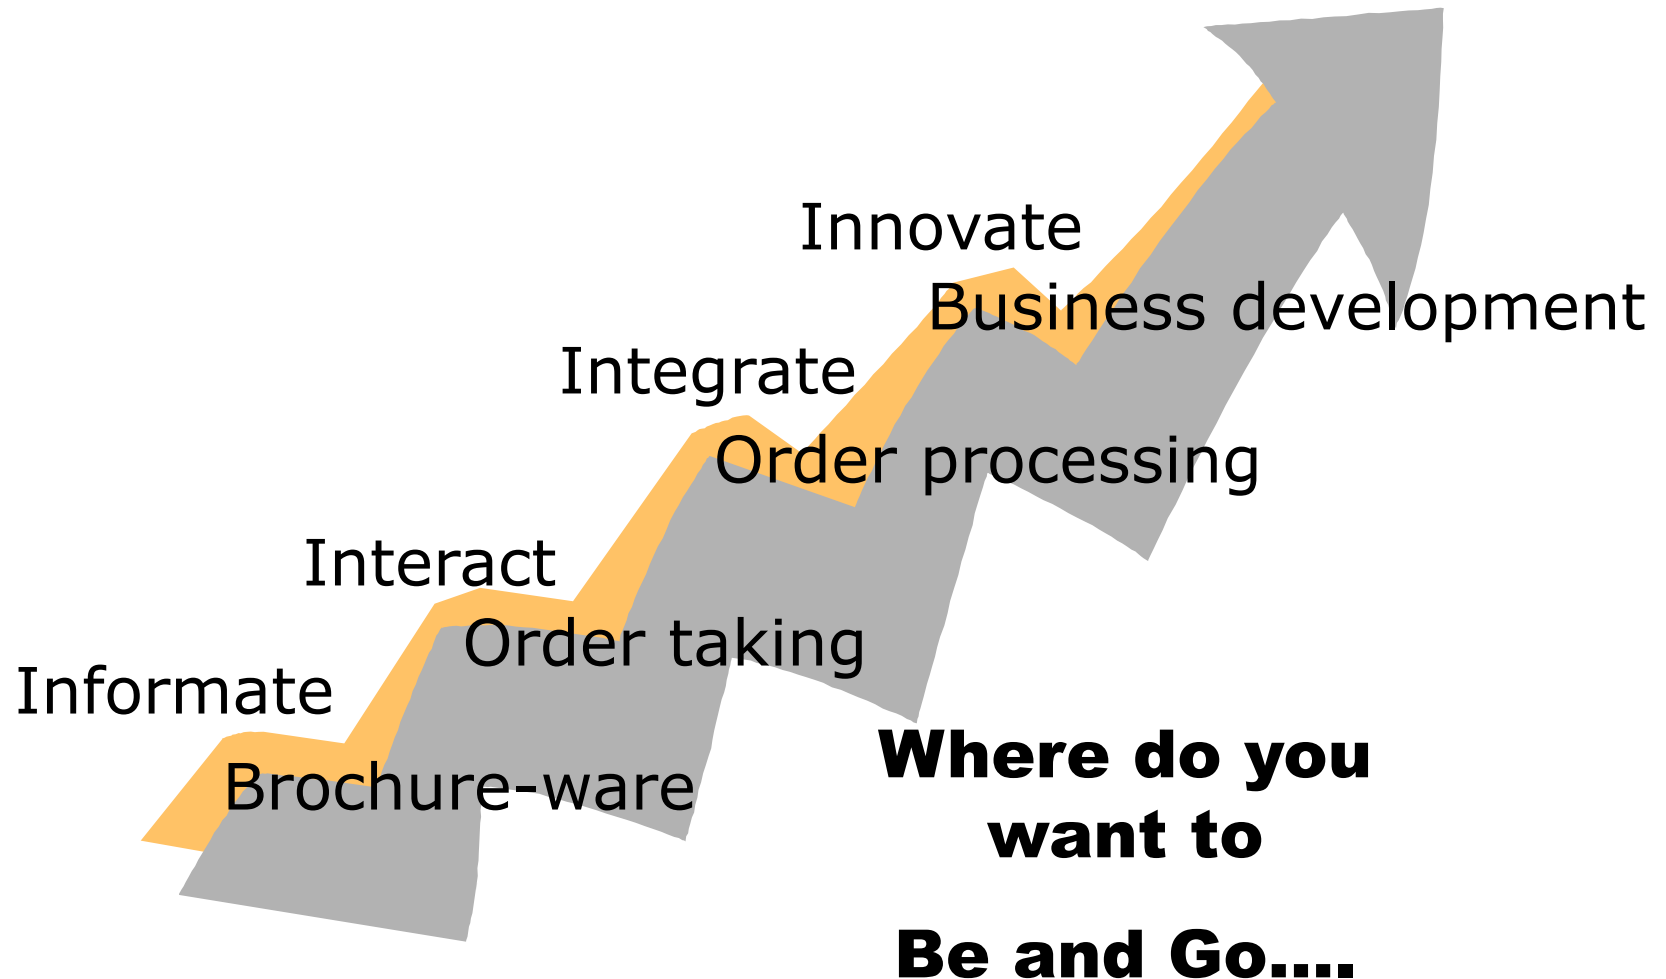 Innovate
Business development
Integrate
Order processing
Interact
Order taking
Informate
Brochure-ware
Where do you
want to
Be and Go....